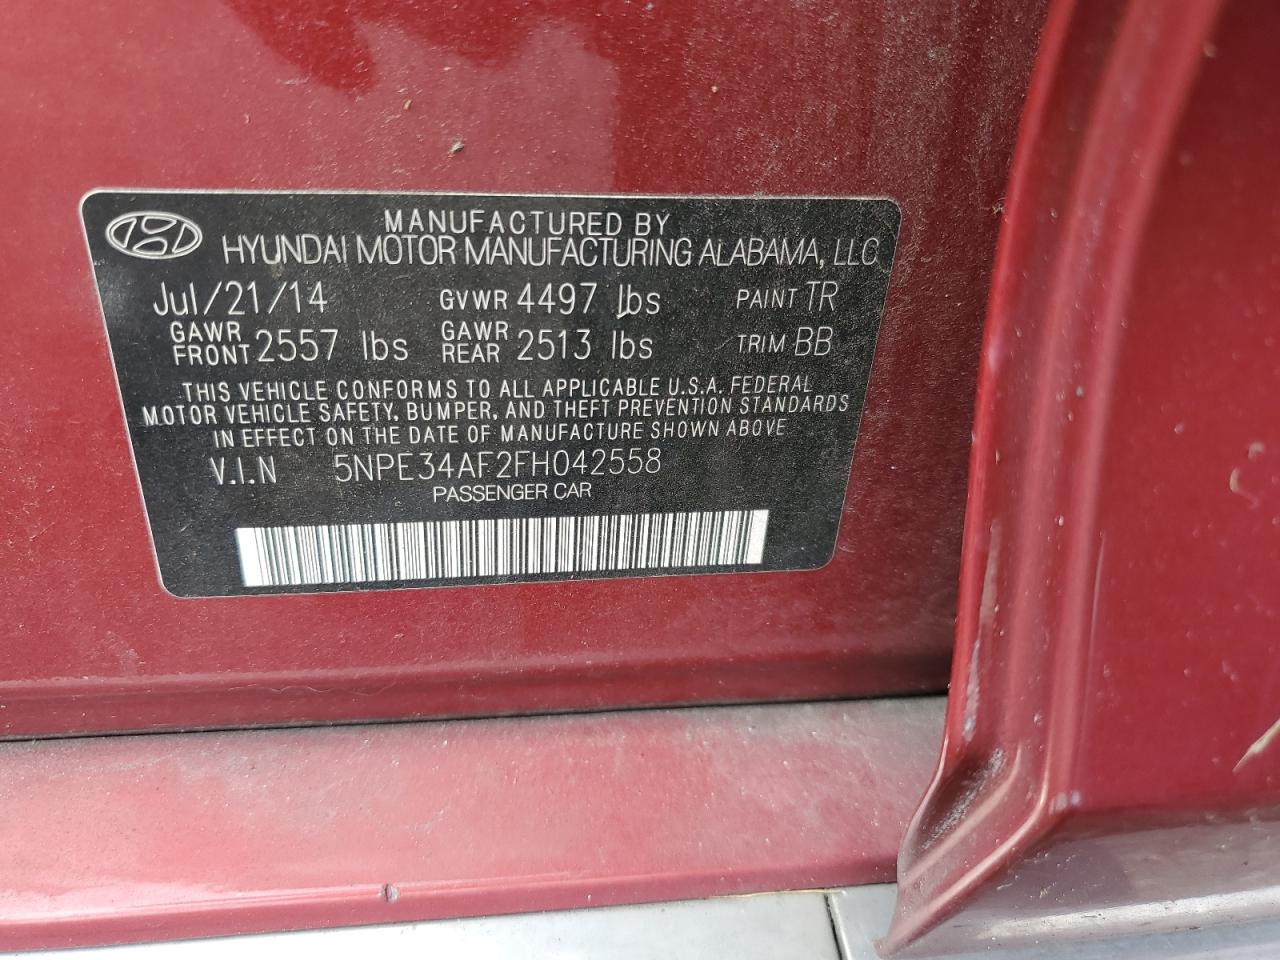 MANUFACTURED BY
HYUNDAI MOTOR MANUFACTURING ALABAMA, LLC
Jul/21/14 GVWR 4497 lbs PAINT TR
GAWR FRONT 2557 lbs GAWR REAR 2513 lbs TRIM BB
THIS VEHICLE CONFORMS TO ALL APPLICABLE U.S.A. FEDERAL
MOTOR VEHICLE SAFETY, BUMPER, AND THEFT PREVENTION STANDARDS
IN EFFECT ON THE DATE OF MANUFACTURE SHOWN ABOVE
V.I.N 5NPE34AF2FH042558
PASSENGER CAR